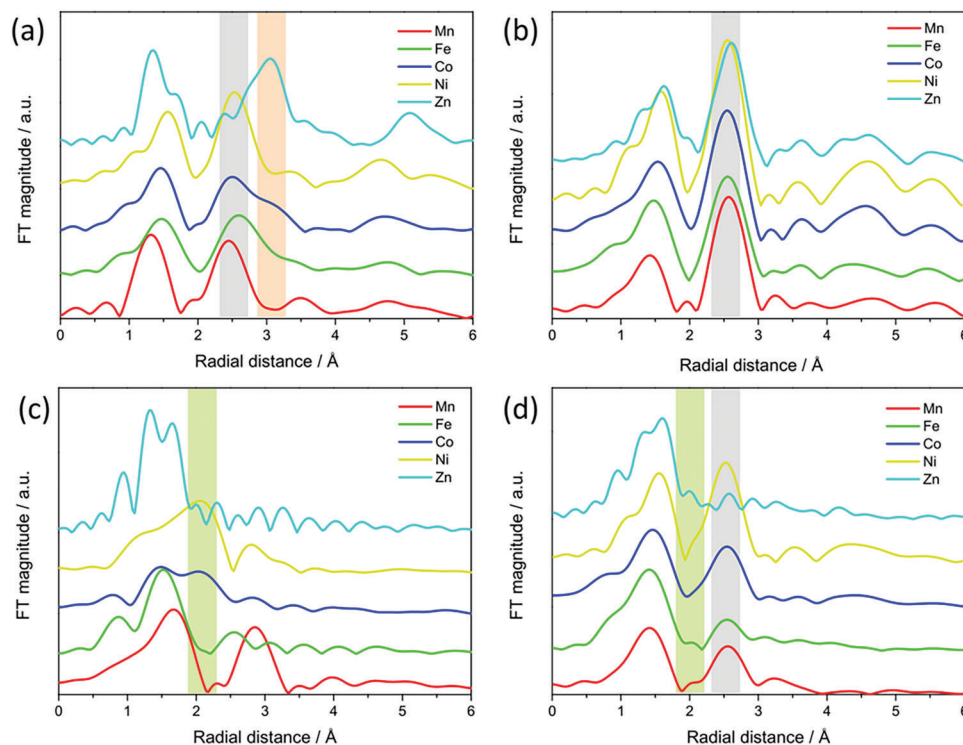 (a)
Mn
Fe
Co
Ni
Zn
FT magnitude / a.u.
0 1 2 3 4 5 6
Radial distance / Å
(b)
Mn
Fe
Co
Ni
Zn
FT magnitude / a.u.
0 1 2 3 4 5 6
Radial distance / Å
(c)
Mn
Fe
Co
Ni
Zn
FT magnitude / a.u.
0 1 2 3 4 5 6
Radial distance / Å
(d)
Mn
Fe
Co
Ni
Zn
FT magnitude / a.u.
0 1 2 3 4 5 6
Radial distance / Å